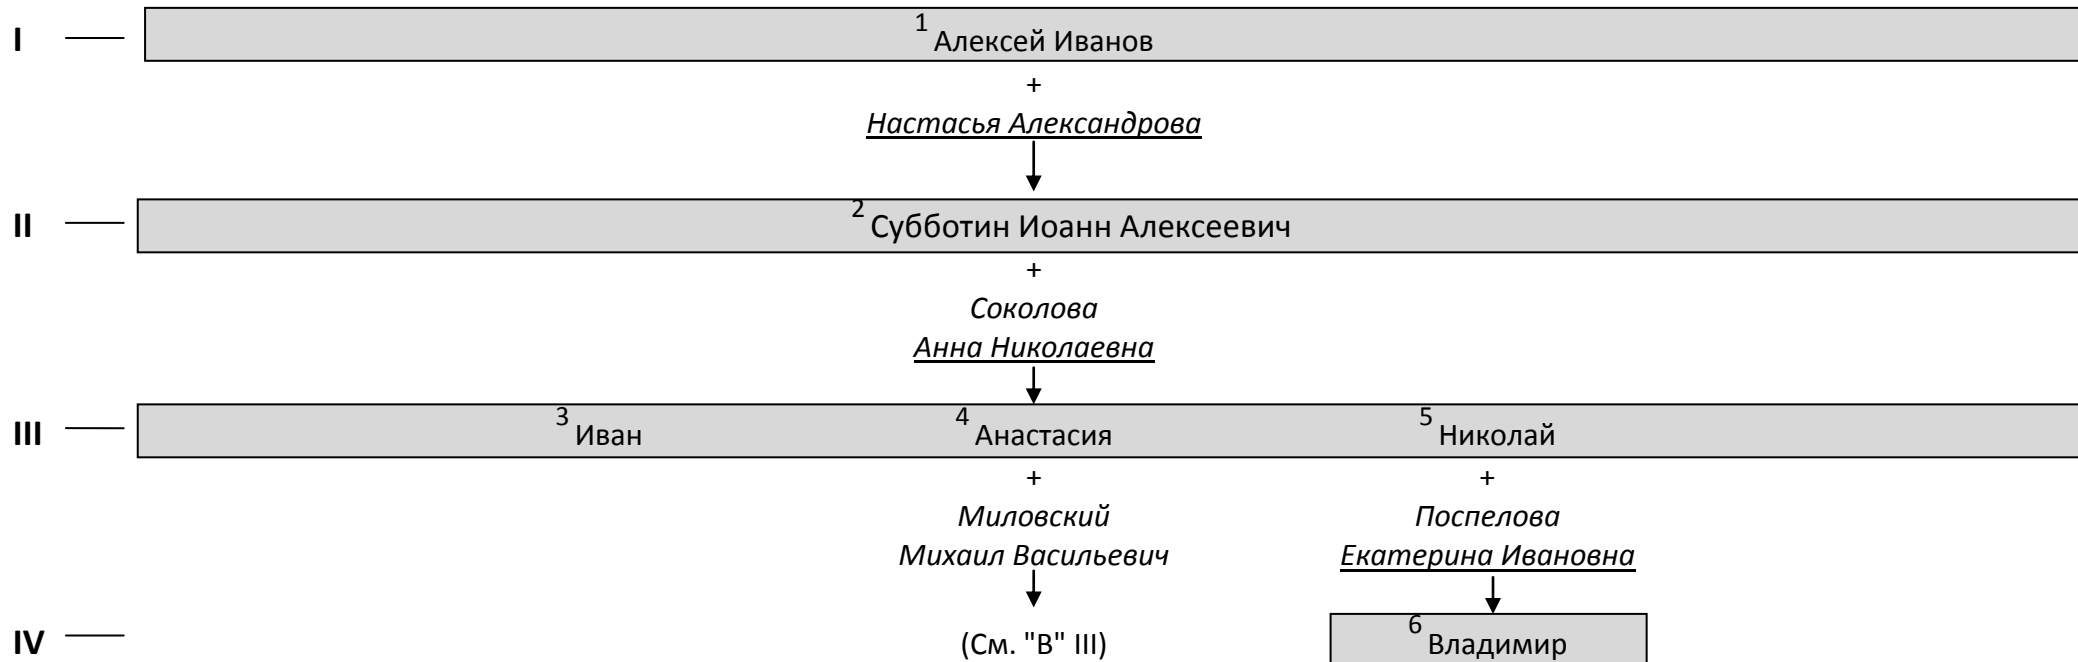 I
1 Алексей Иванов
+
Настасья Александрова
II
2 Субботин Иоанн Алексеевич
+
Соколова
Анна Николаевна
III
3 Иван 4 Анастасия 5 Николай
+ +
Миловский Поспелова
Михаил Васильевич Екатерина Ивановна
IV
(См. "В" III) 6 Владимир